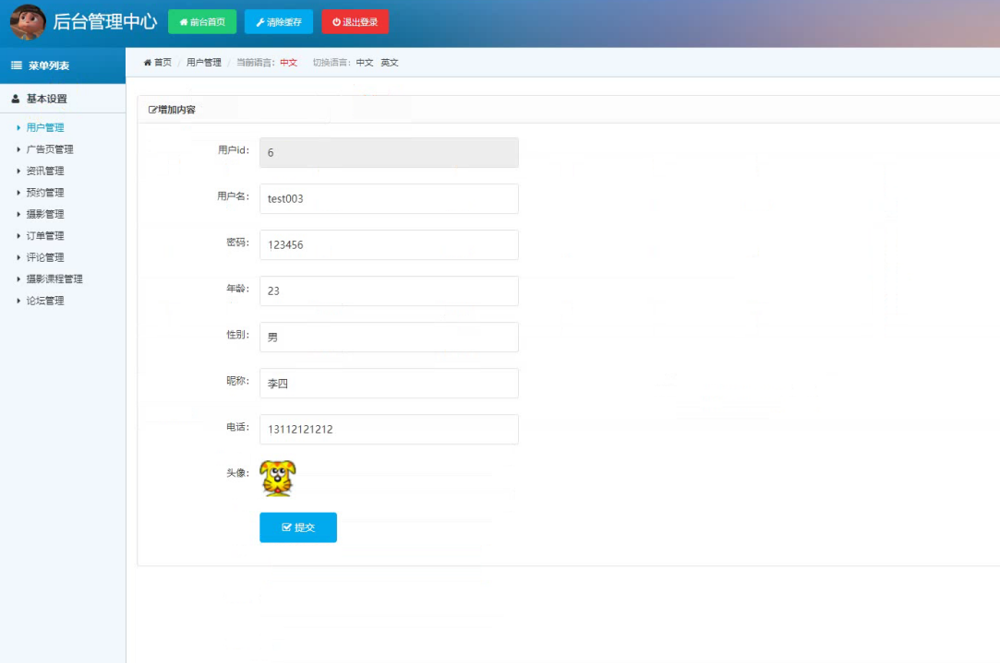 后台管理中心 前台首页 清除缓存 退出登录
菜单列表
首页 / 用户管理 / 当前语言：中文 切换语言：中文 英文
基本设置
用户管理
广告页管理
资讯管理
预约管理
摄影管理
订单管理
评论管理
摄影课程管理
论坛管理
增加内容
用户id： 6
用户名： test003
密码： 123456
年龄： 23
性别： 男
昵称： 李四
电话： 13112121212
头像：
提交